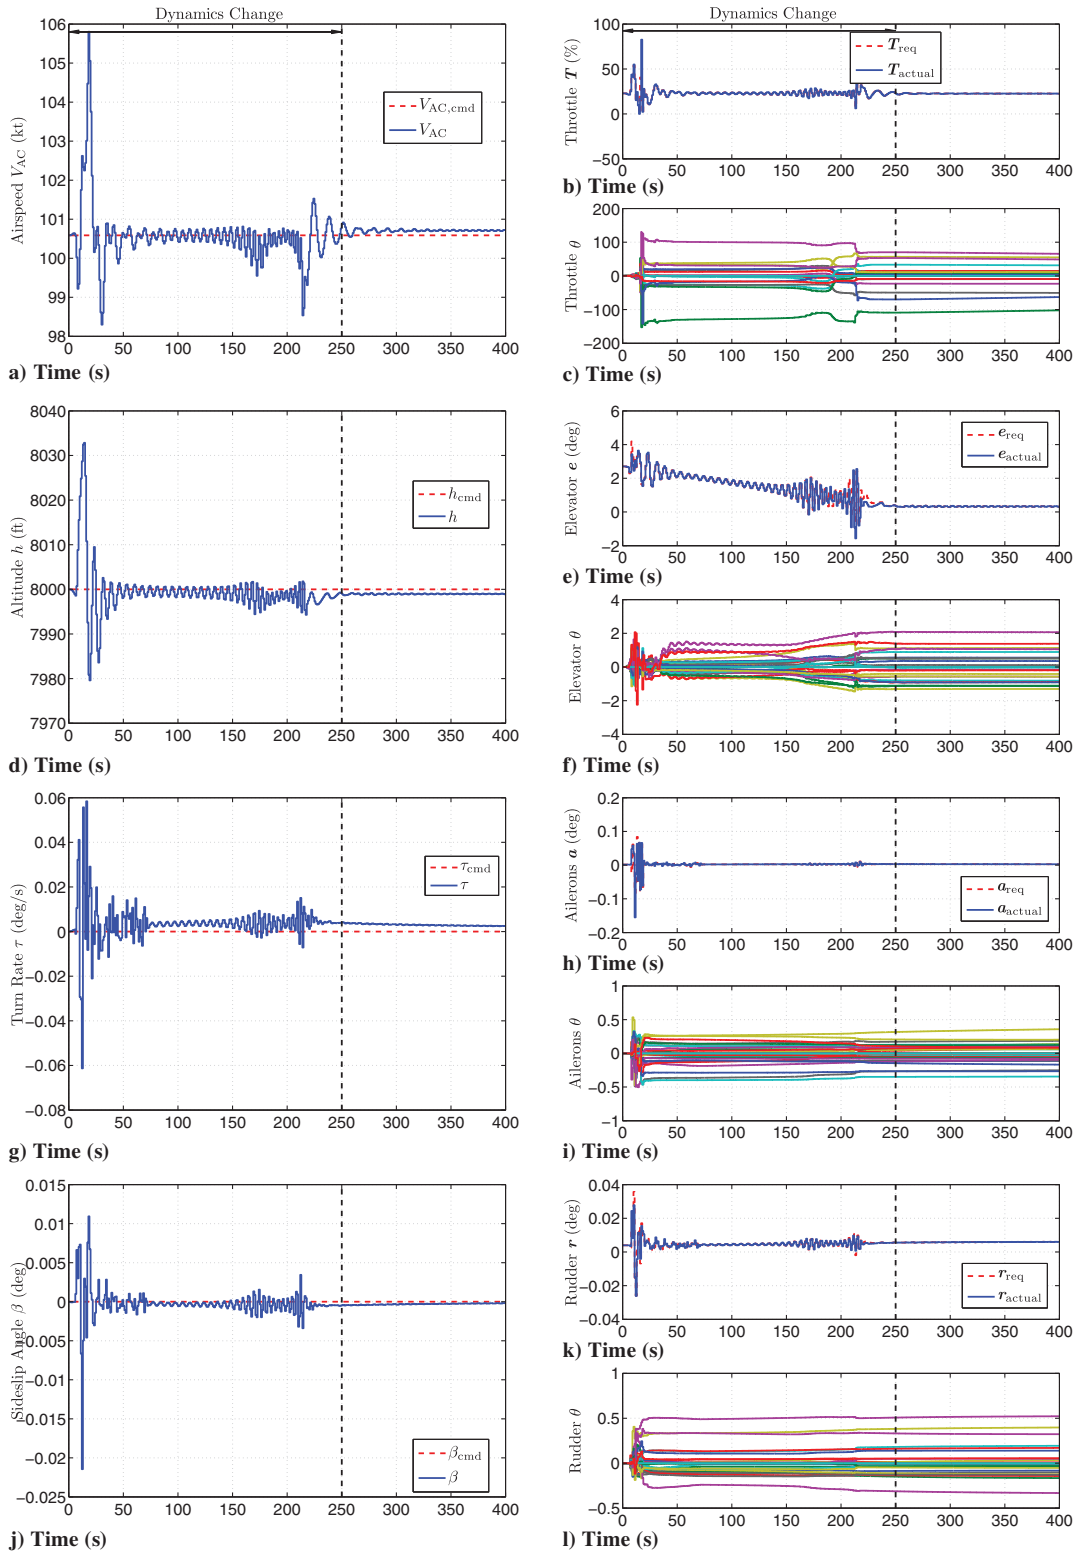 Dynamics Change
106
105
104
103
102
101
100
99
98
Airspeed V_AC (kt)
V_AC,cmd
V_AC
0 50 100 150 200 250 300 350 400
a) Time (s)
Dynamics Change
100
50
0
−50
Throttle T (%)
T_req
T_actual
0 50 100 150 200 250 300 350 400
b) Time (s)
200
100
0
−100
−200
Throttle θ
0 50 100 150 200 250 300 350 400
c) Time (s)
8040
8030
8020
8010
8000
7990
7980
7970
Altitude h (ft)
h_cmd
h
0 50 100 150 200 250 300 350 400
d) Time (s)
6
4
2
0
−2
Elevator e (deg)
e_req
e_actual
0 50 100 150 200 250 300 350 400
e) Time (s)
4
2
0
−2
−4
Elevator θ
0 50 100 150 200 250 300 350 400
f) Time (s)
0.06
0.04
0.02
0
−0.02
−0.04
−0.06
−0.08
Turn Rate τ (deg/s)
τ_cmd
τ
0 50 100 150 200 250 300 350 400
g) Time (s)
0.2
0.1
0
−0.1
−0.2
Ailerons a (deg)
a_req
a_actual
0 50 100 150 200 250 300 350 400
h) Time (s)
1
0.5
0
−0.5
−1
Ailerons θ
0 50 100 150 200 250 300 350 400
i) Time (s)
0.015
0.01
0.005
0
−0.005
−0.01
−0.015
−0.02
−0.025
Sideslip Angle β (deg)
β_cmd
β
0 50 100 150 200 250 300 350 400
j) Time (s)
0.04
0.02
0
−0.02
−0.04
Rudder r (deg)
r_req
r_actual
0 50 100 150 200 250 300 350 400
k) Time (s)
1
0.5
0
−0.5
Rudder θ
0 50 100 150 200 250 300 350 400
l) Time (s)